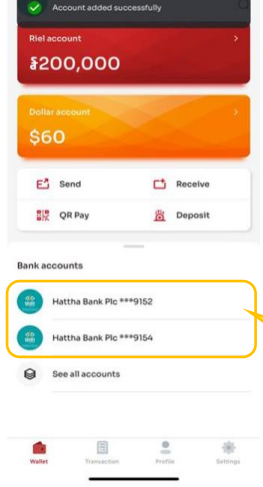 Account added successfully
Riel account
៛200,000
Dollar account
$60
Send
Receive
QR Pay
Deposit
Bank accounts
Hattha Bank Plc ***9152
Hattha Bank Plc ***9154
See all accounts
Wallet
Transaction
Profile
Settings